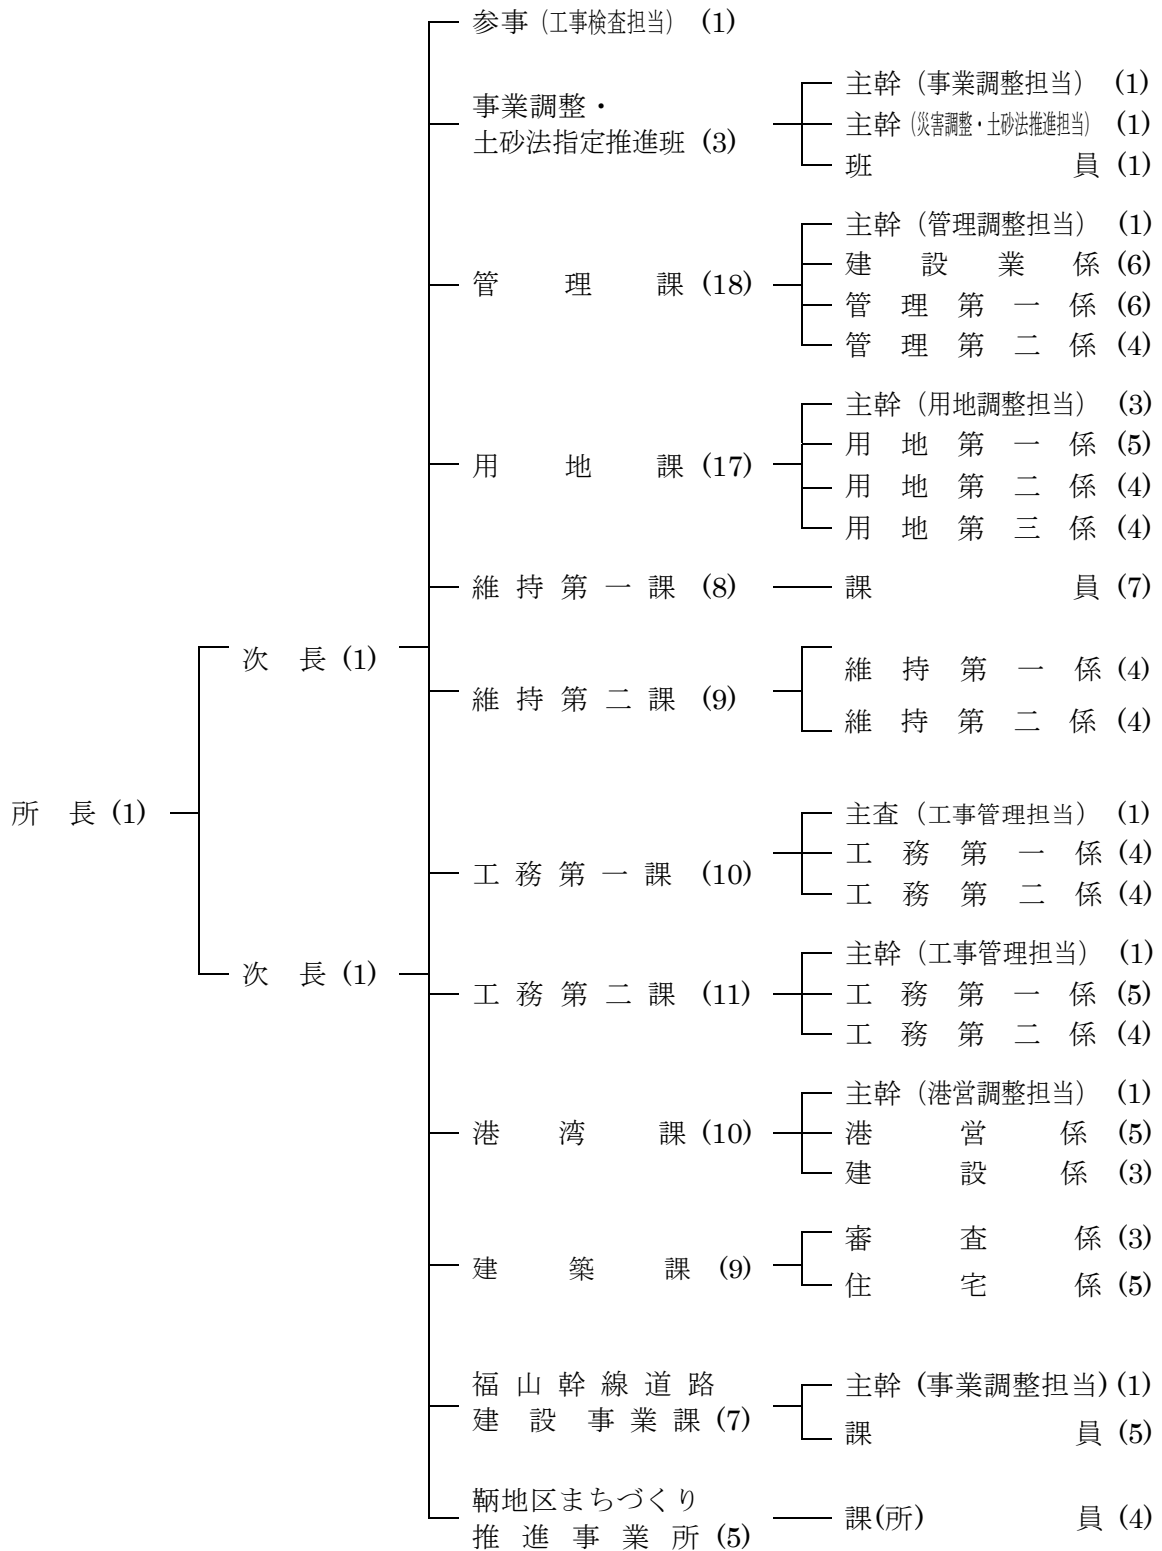 参事（工事検査担当） (1)
事業調整・
土砂法指定推進班 (3)
主幹（事業調整担当） (1)
主幹（災害調整・土砂法推進担当） (1)
班員 (1)
管理課 (18)
主幹（管理調整担当） (1)
建設業係 (6)
管理第一係 (6)
管理第二係 (4)
用地課 (17)
主幹（用地調整担当） (3)
用地第一係 (5)
用地第二係 (4)
用地第三係 (4)
維持第一課 (8)
課員 (7)
次長 (1)
維持第二課 (9)
維持第一係 (4)
維持第二係 (4)
所長 (1)
工務第一課 (10)
主査（工事管理担当） (1)
工務第一係 (4)
工務第二係 (4)
次長 (1)
工務第二課 (11)
主幹（工事管理担当） (1)
工務第一係 (5)
工務第二係 (4)
港湾課 (10)
主幹（港営調整担当） (1)
港営係 (5)
建設係 (3)
建築課 (9)
審査係 (3)
住宅係 (5)
福山幹線道路
建設事業課 (7)
主幹 (事業調整担当) (1)
課員 (5)
鞆地区まちづくり
推進事業所 (5)
課(所)員 (4)